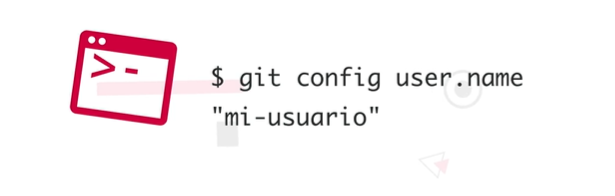 $ git config user.name
"mi-usuario"